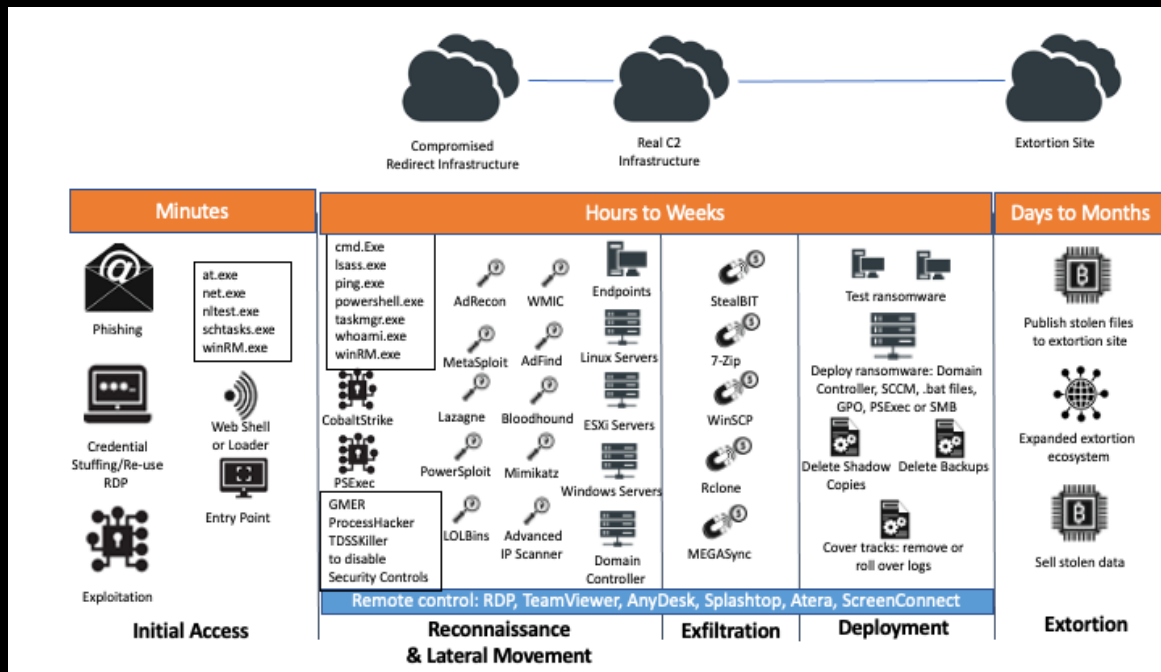 Compromised
Redirect Infrastructure
Real C2
Infrastructure
Extortion Site
Minutes
Hours to Weeks
Days to Months
Phishing
at.exe
net.exe
nltest.exe
schtasks.exe
winRM.exe
Credential
Stuffing/Re-use
RDP
Web Shell
or Loader
Entry Point
Exploitation
cmd.Exe
lsass.exe
ping.exe
powershell.exe
taskmgr.exe
whoami.exe
winRM.exe
CobaltStrike
PSExec
GMER
ProcessHacker
TDSSKiller
to disable
Security Controls
AdRecon
WMIC
MetaSploit
AdFind
Lazagne
Bloodhound
PowerSploit
Mimikatz
LOLBins
Advanced
IP Scanner
Endpoints
Linux Servers
ESXi Servers
Windows Servers
Domain
Controller
StealBIT
7-Zip
WinSCP
Rclone
MEGASync
Test ransomware
Deploy ransomware: Domain
Controller, SCCM, .bat files,
GPO, PSExec or SMB
Delete Shadow
Copies
Delete Backups
Cover tracks: remove or
roll over logs
Publish stolen files
to extortion site
Expanded extortion
ecosystem
Sell stolen data
Remote control: RDP, TeamViewer, AnyDesk, Splashtop, Atera, ScreenConnect
Initial Access
Reconnaissance
& Lateral Movement
Exfiltration
Deployment
Extortion